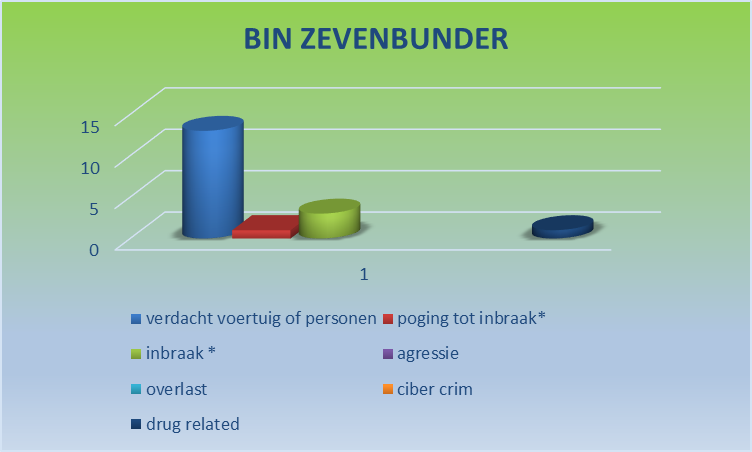 BIN ZEVENBUNDER
15
10
5
0
1
verdacht voertuig of personen poging tot inbraak*
inbraak * agressie
overlast ciber crim
drug related